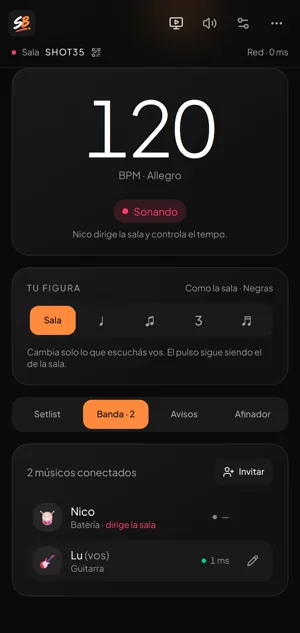 SB
Sala SHOT35
Red · 0 ms
120
BPM · Allegro
Sonando
Nico dirige la sala y controla el tempo.
TU FIGURA
Como la sala · Negras
Sala ♩ ♫ 3 ♬
Cambia solo lo que escuchás vos. El pulso sigue siendo el
de la sala.
Setlist Banda · 2 Avisos Afinador
2 músicos conectados
Invitar
Nico
Batería · dirige la sala
—
Lu (vos)
Guitarra
1 ms